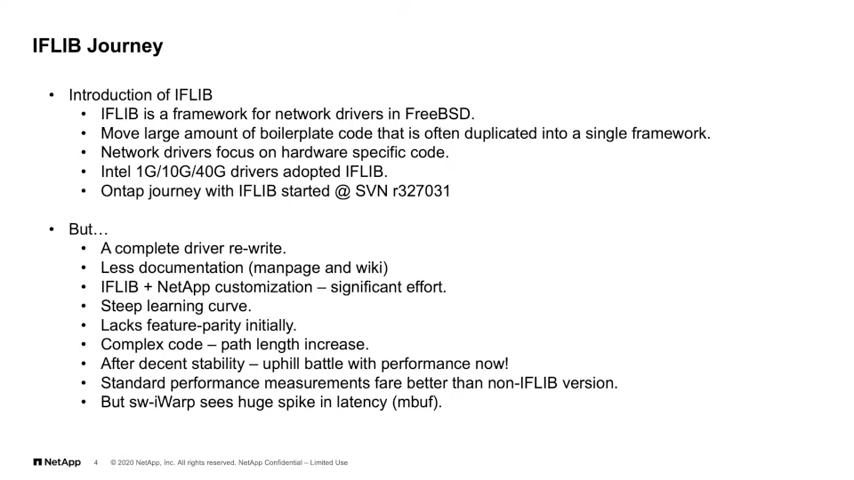 IFLIB Journey
• Introduction of IFLIB
• IFLIB is a framework for network drivers in FreeBSD.
• Move large amount of boilerplate code that is often duplicated into a single framework.
• Network drivers focus on hardware specific code.
• Intel 1G/10G/40G drivers adopted IFLIB.
• Ontap journey with IFLIB started @ SVN r327031
• But…
• A complete driver re-write.
• Less documentation (manpage and wiki)
• IFLIB + NetApp customization – significant effort.
• Steep learning curve.
• Lacks feature-parity initially.
• Complex code – path length increase.
• After decent stability – uphill battle with performance now!
• Standard performance measurements fare better than non-IFLIB version.
• But sw-iWarp sees huge spike in latency (mbuf).
NetApp 4 © 2020 NetApp, Inc. All rights reserved. NetApp Confidential – Limited Use